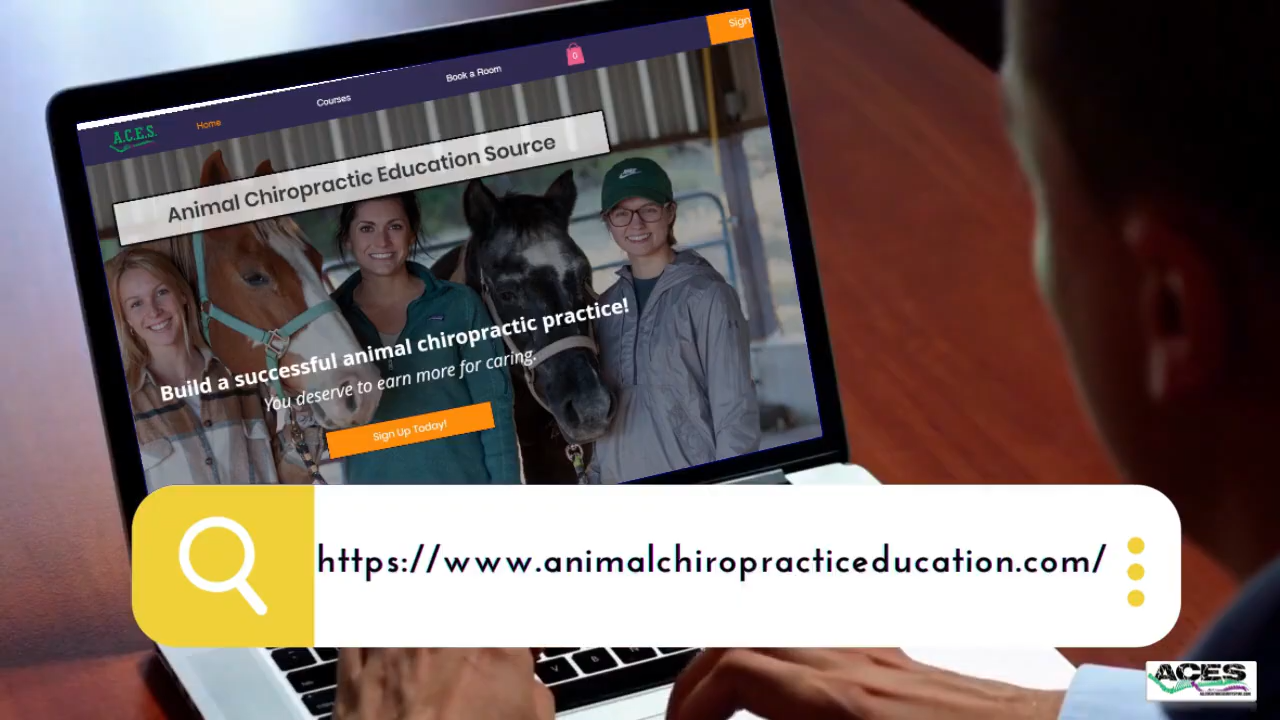 Sign
0
Book a Room
Courses
Home
A.C.E.S.
Animal Chiropractic Education Source
Build a successful animal chiropractic practice!
You deserve to earn more for caring.
Sign Up Today!
https://www.animalchiropracticeducation.com/
B N
ACES